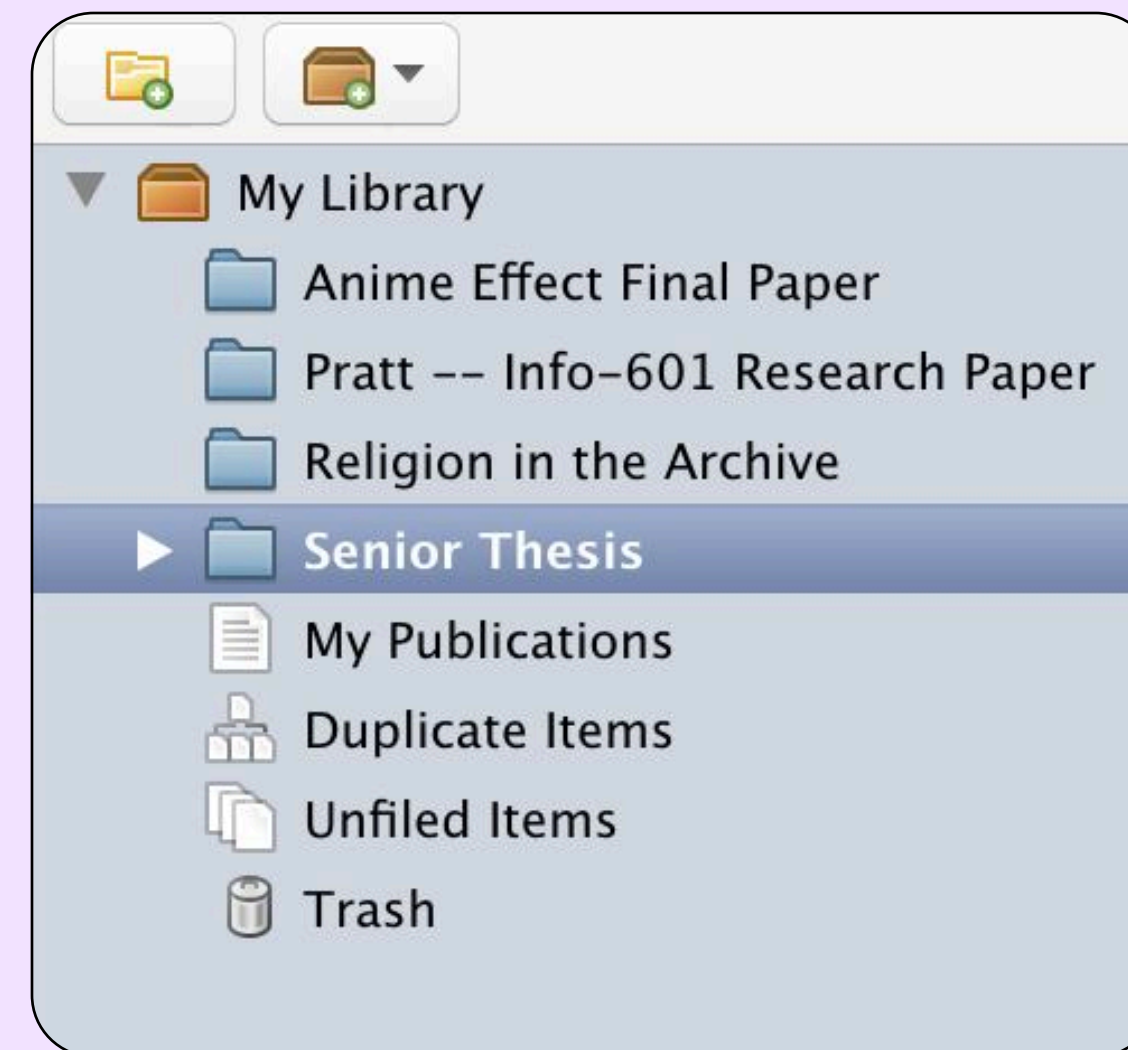 My Library
Anime Effect Final Paper
Pratt -- Info-601 Research Paper
Religion in the Archive
Senior Thesis
My Publications
Duplicate Items
Unfiled Items
Trash